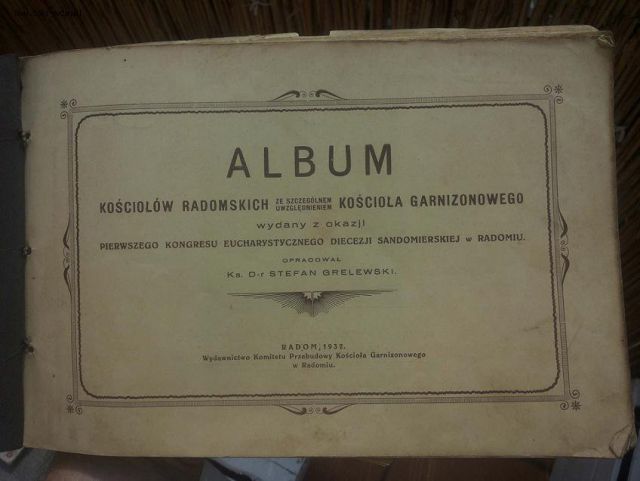 ALBUM
KOŚCIOŁÓW RADOMSKICH ZE SZCZEGÓLNEM UWZGLĘDNIENIEM KOŚCIOŁA GARNIZONOWEGO
wydany z okazji
PIERWSZEGO KONGRESU EUCHARYSTYCZNEGO DIECEZJI SANDOMIERSKIEJ w RADOMIU.
OPRACOWAŁ
Ks. D-r STEFAN GRELEWSKI.
RADOM, 1932.
Wydawnictwo Komitetu Przebudowy Kościoła Garnizonowego
w Radomiu.